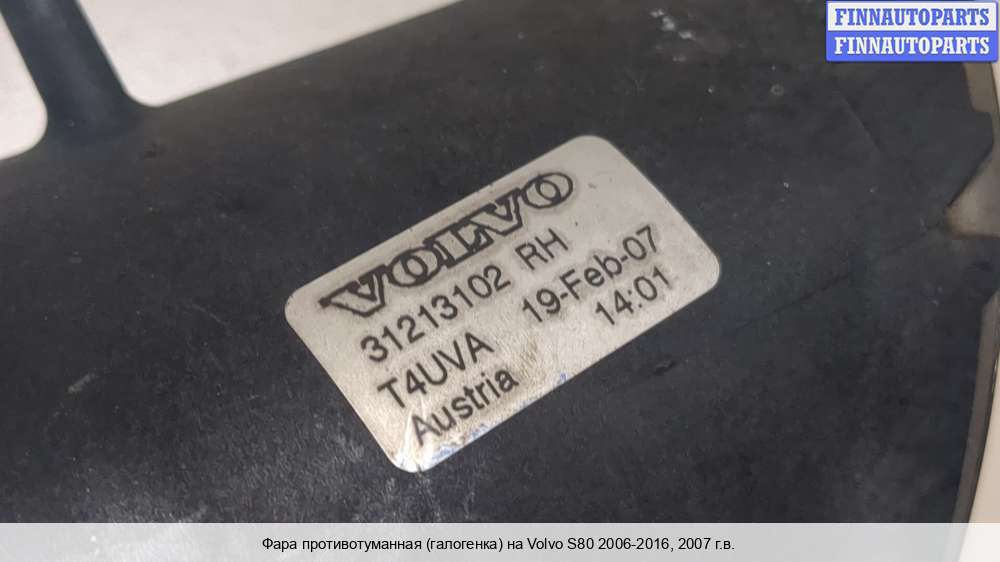 FINNAUTOPARTS
FINNAUTOPARTS
VOLVO
31213102 RH
T4UVA 19-Feb-07
Austria 14:01
Фара противотуманная (галогенка) на Volvo S80 2006-2016, 2007 г.в.